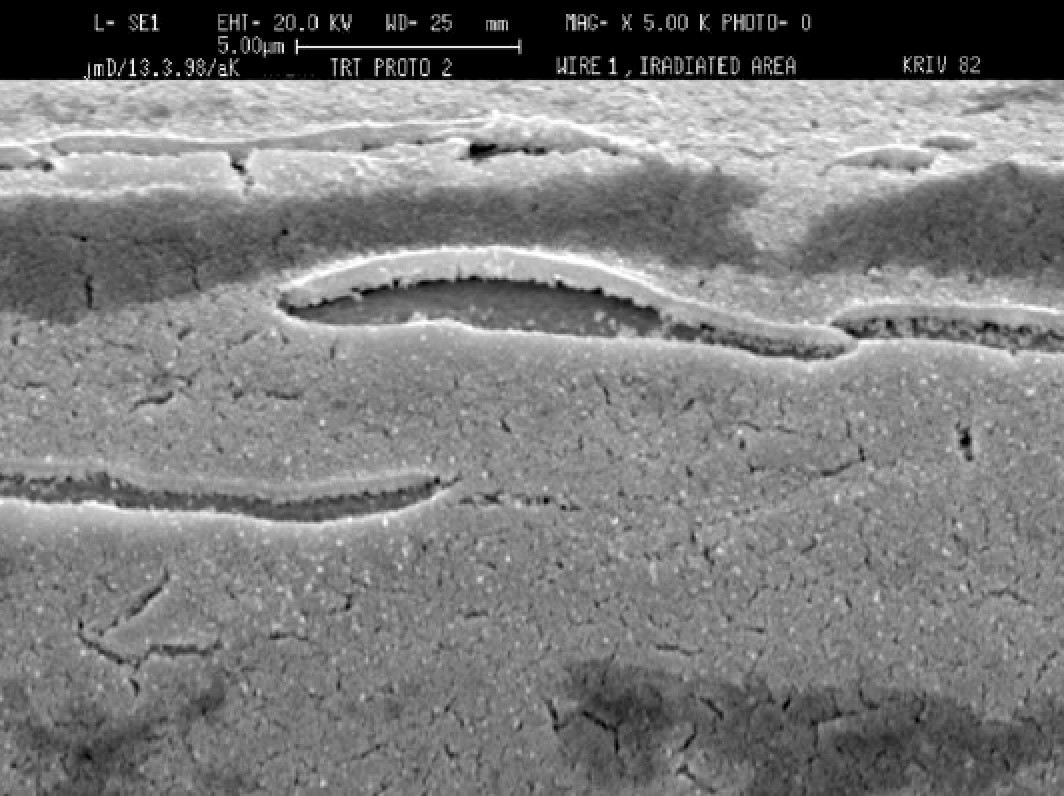 L- SE1 EHT- 20.0 KV WD- 25 mm MAG- X 5.00 K PHOTO- 0
5.00µm
jmD/13.3.98/aK TRT PROTO 2 WIRE 1, IRADIATED AREA KRIV 82